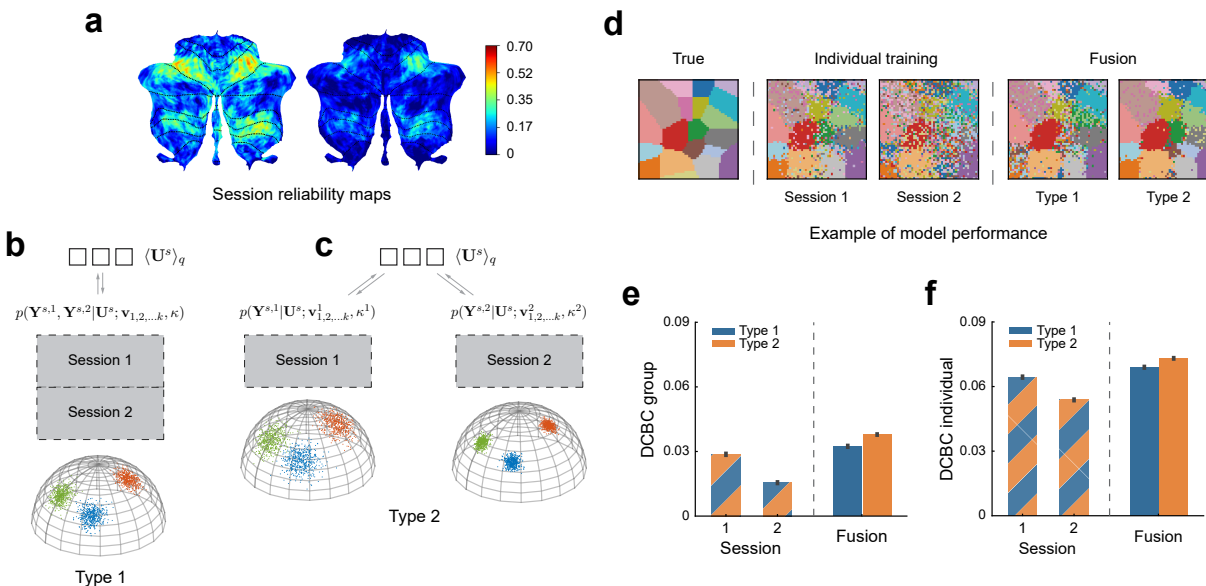 a
0.70
0.52
0.35
0.17
0
Session reliability maps
b
⟨U^s⟩_q
p(Y^{s,1}, Y^{s,2}|U^s; v_{1,2,...k}, κ)
Session 1
Session 2
Type 1
c
⟨U^s⟩_q
p(Y^{s,1}|U^s; v^1_{1,2,...k}, κ^1)
p(Y^{s,2}|U^s; v^2_{1,2,...k}, κ^2)
Session 1
Session 2
Type 2
d
True
Individual training
Fusion
Session 1
Session 2
Type 1
Type 2
Example of model performance
e
DCBC group
0.09
0.06
0.03
0
Type 1
Type 2
1
2
Session
Fusion
f
DCBC individual
0.09
0.06
0.03
0
Type 1
Type 2
1
2
Session
Fusion